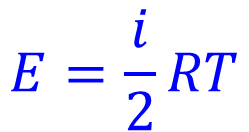 E = i/2 RT